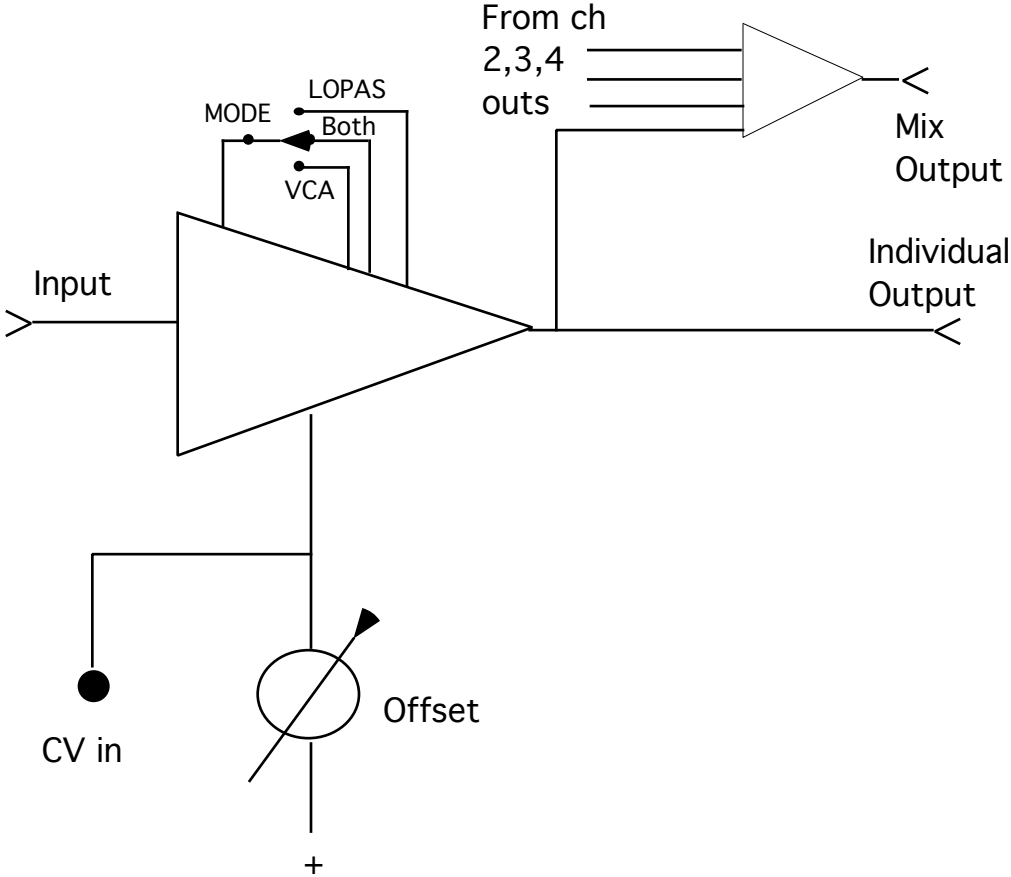 From ch
2,3,4
outs
LOPAS
MODE
Both
VCA
Mix
Output
Individual
Output
Input
Offset
CV in
+